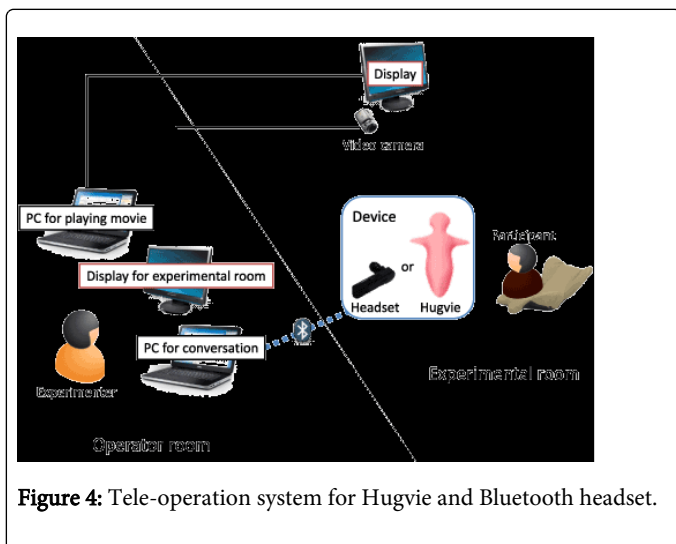 Display
Video camera
PC for playing movie
Device
Participant
or
Display for experimental room
Headset
Hugvie
PC for conversation
Experimental room
Experimenter
Operator room
Figure 4: Tele-operation system for Hugvie and Bluetooth headset.